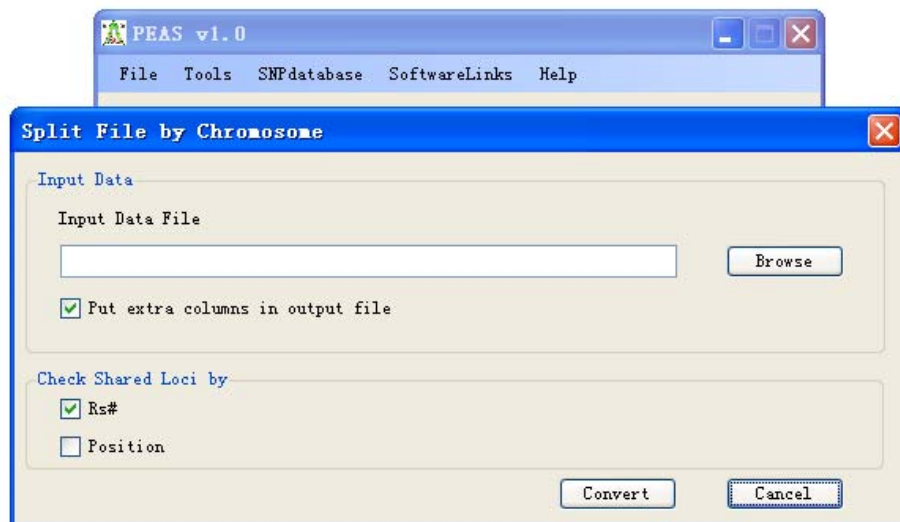 PEAS v1.0
File Tools SNPdatabase SoftwareLinks Help
Split File by Chromosome
Input Data
Input Data File
Browse
Put extra columns in output file
Check Shared Loci by
Rs#
Position
Convert Cancel